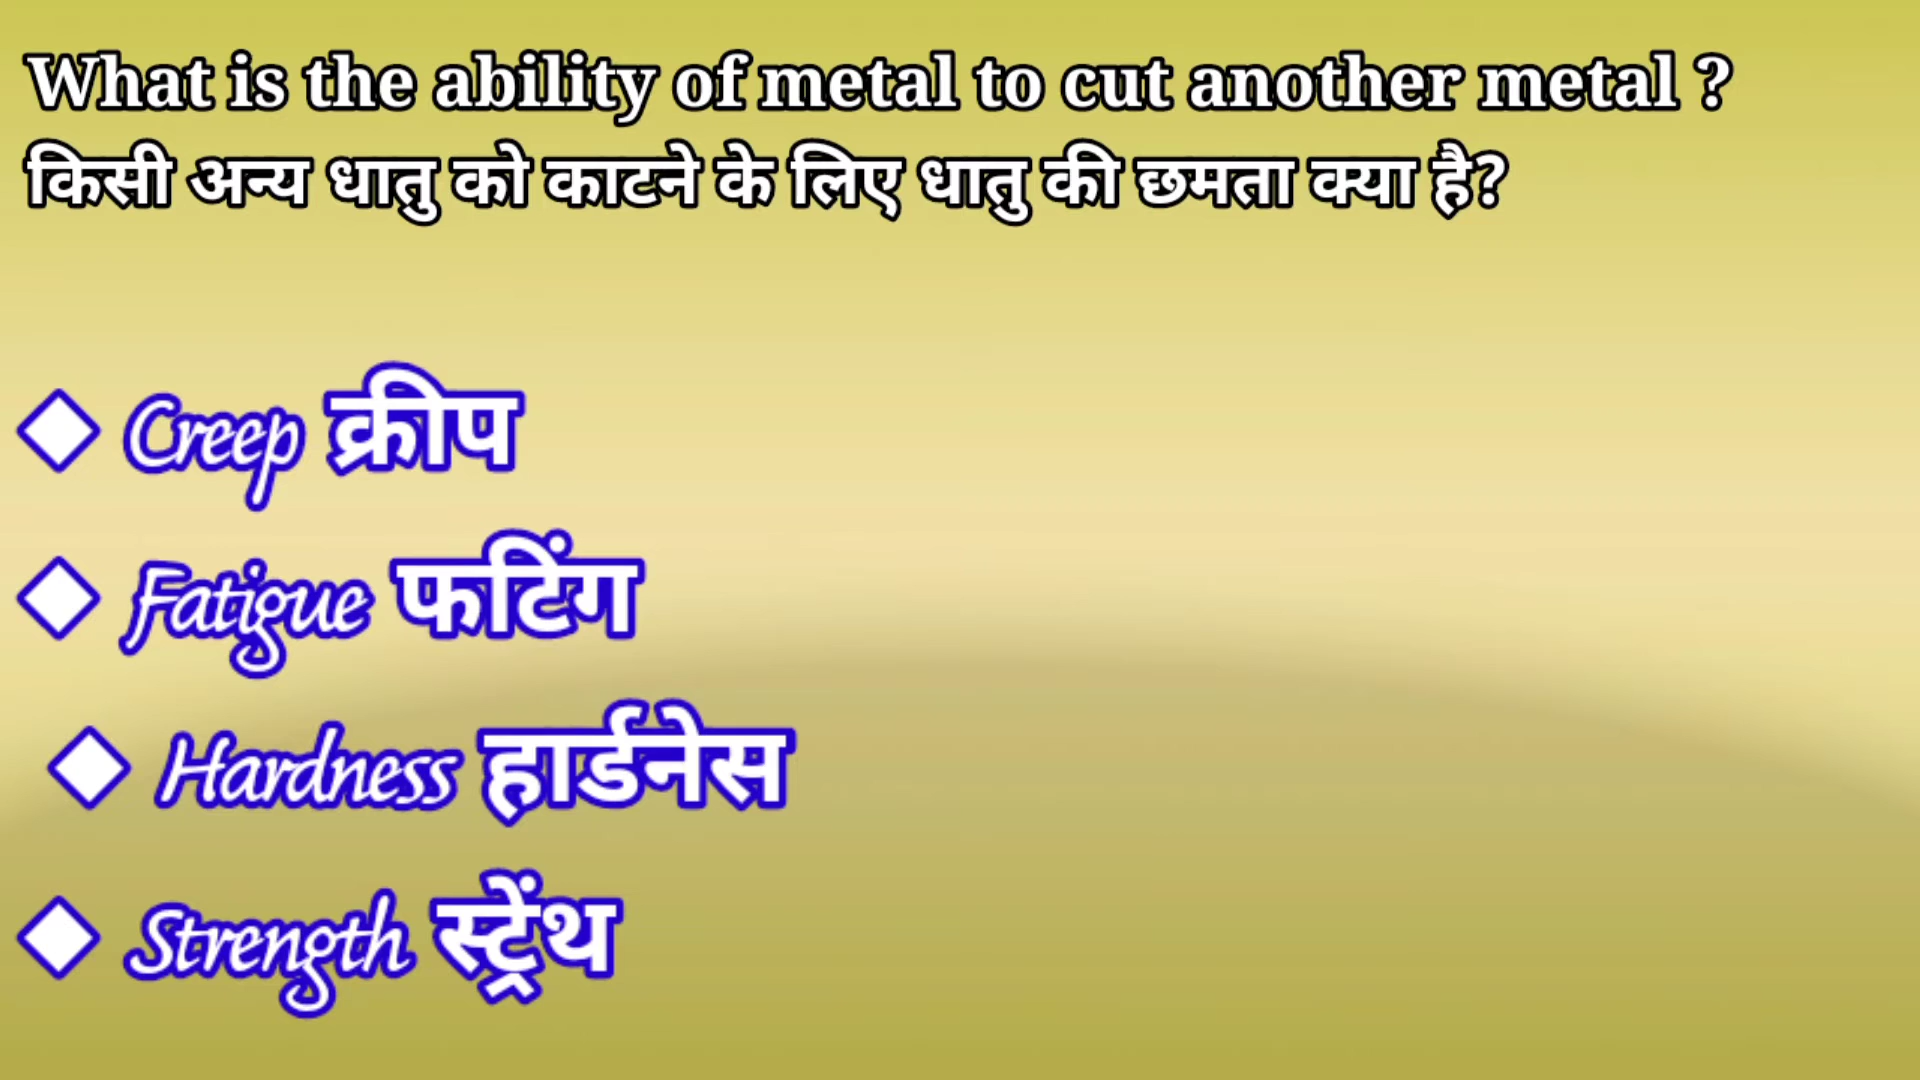 What is the ability of metal to cut another metal ?
किसी अन्य धातु को काटने के लिए धातु की छमता क्या है?
◆ Creep क्रीप
◆ Fatigue फटिंग
◆ Hardness हार्डनेस
◆ Strength स्ट्रेंथ